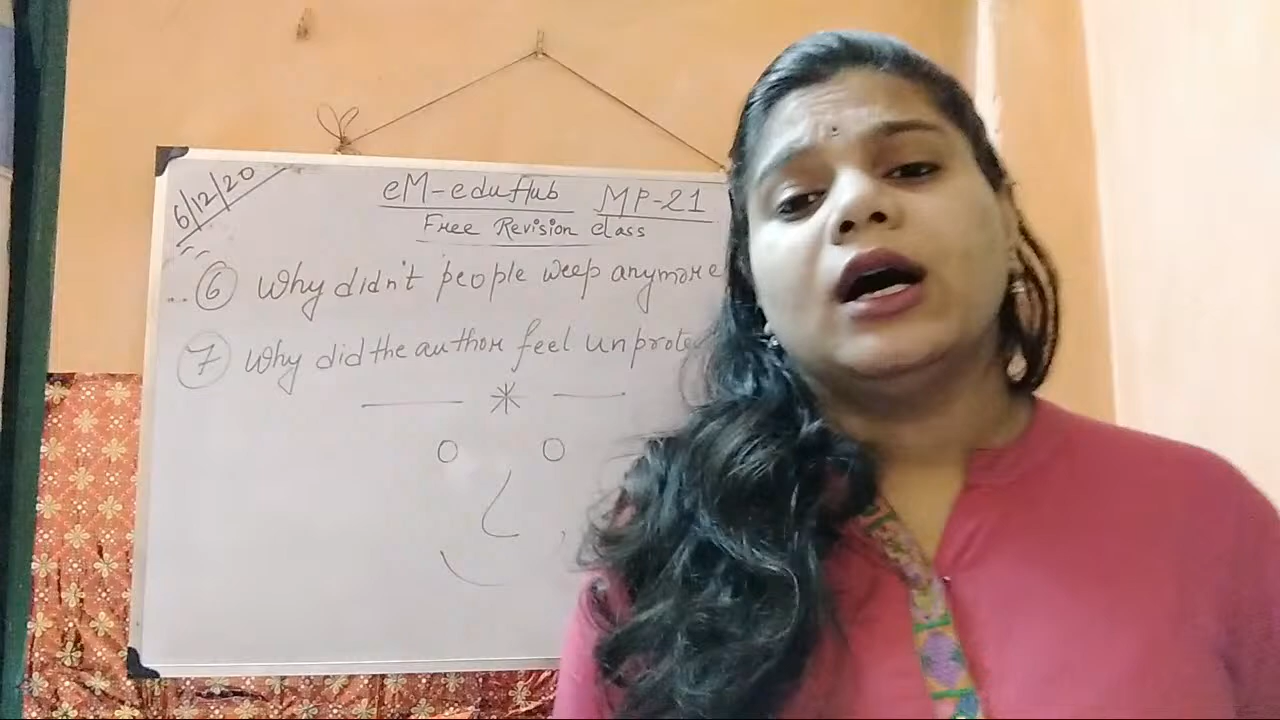 6/12/20
eM-eduHub MP-21
Free Revision class
6 Why didn't people weep anymore
7 Why did the author feel unprote